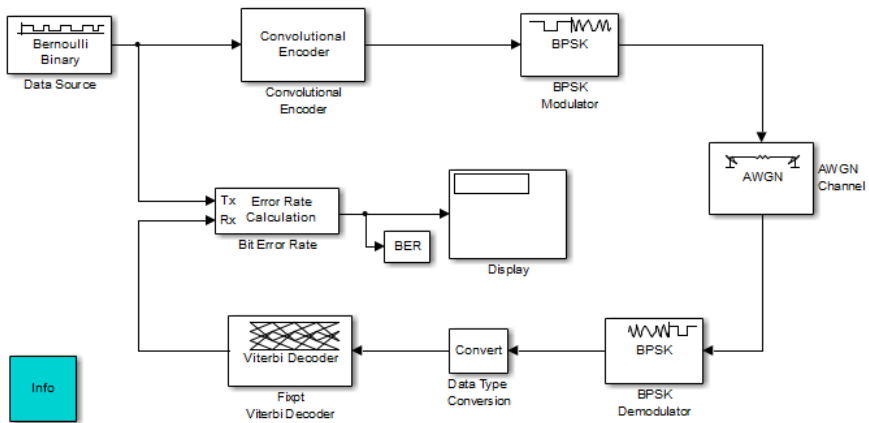 Bernoulli
Binary
Data Source
Convolutional
Encoder
Convolutional
Encoder
BPSK
BPSK
Modulator
AWGN
AWGN
Channel
Tx
Rx
Error Rate
Calculation
Bit Error Rate
BER
Display
Viterbi Decoder
Fixpt
Viterbi Decoder
Convert
Data Type
Conversion
BPSK
BPSK
Demodulator
Info